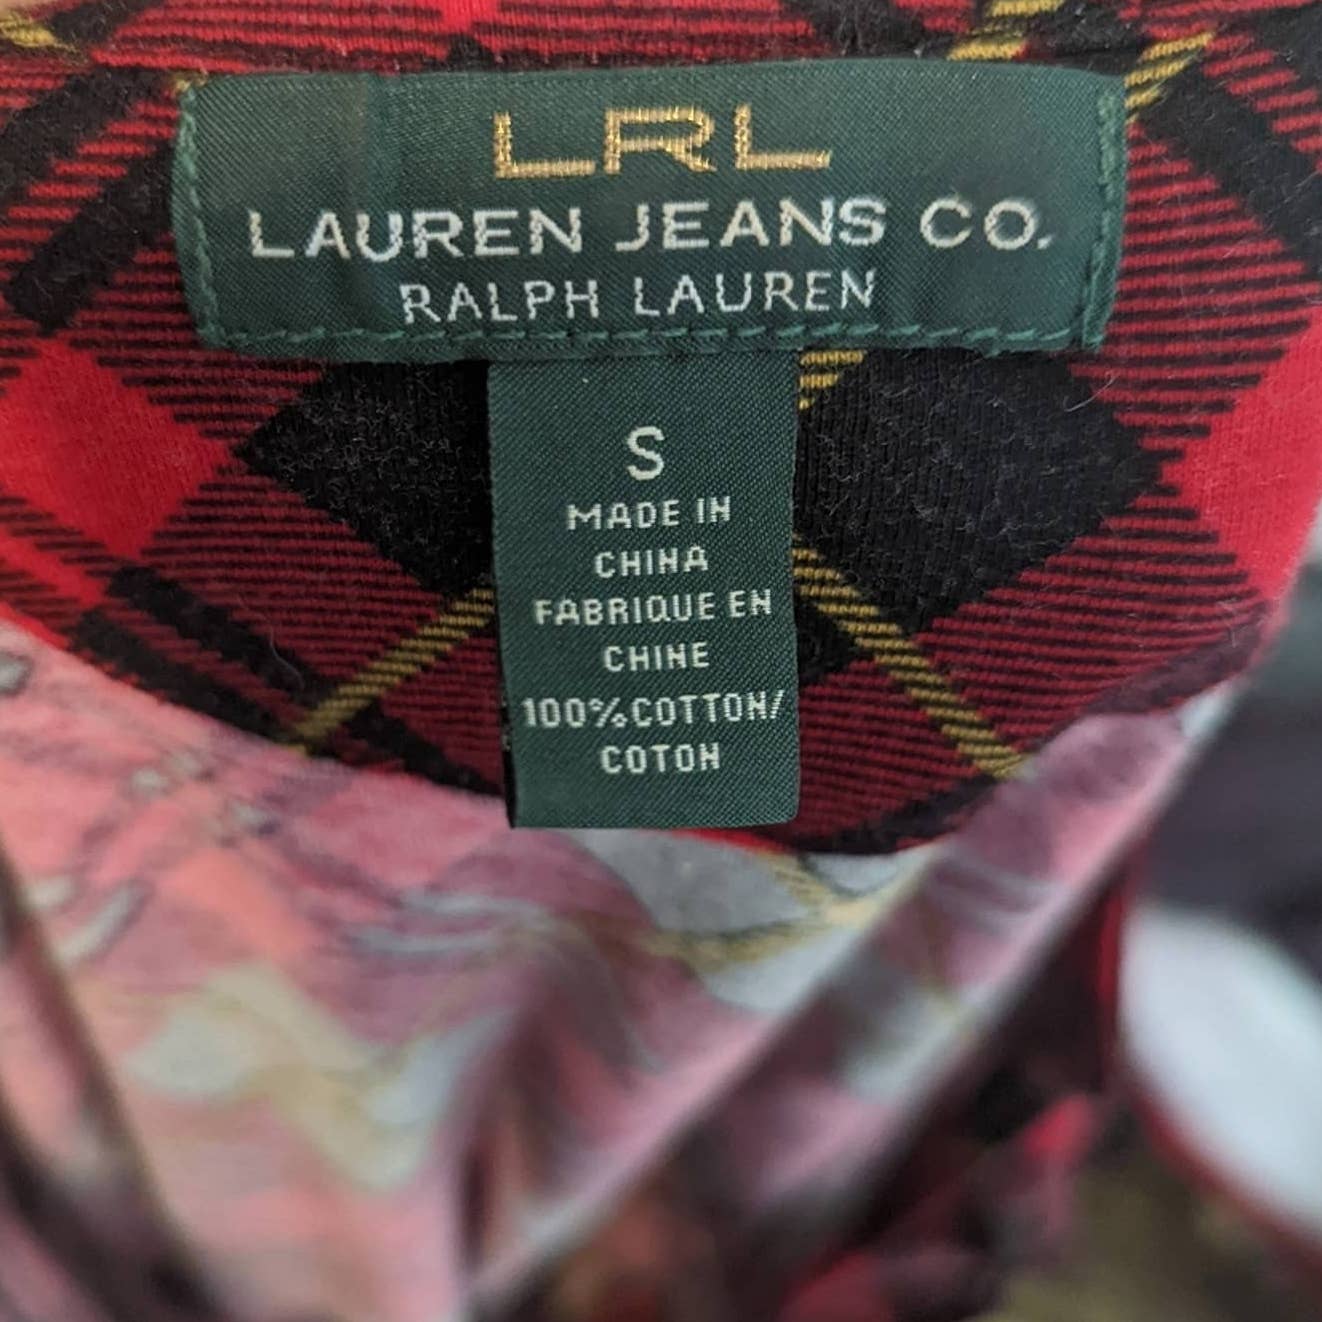 LRL
LAUREN JEANS CO.
RALPH LAUREN
S
MADE IN
CHINA
FABRIQUE EN
CHINE
100%COTTON/
COTON